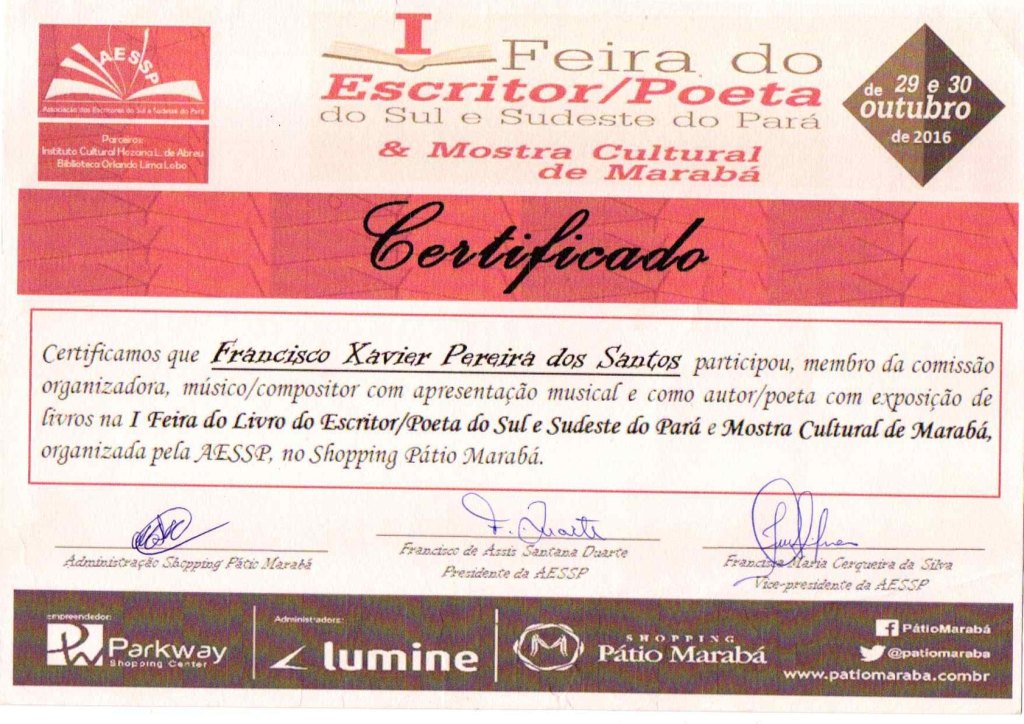 AESSP
Associação dos Escritores do Sul e Sudeste do Pará
Parceiros:
Instituto Cultural Hozana L. de Abreu
Biblioteca Orlando Lima Lobo
I Feira do
Escritor/Poeta
do Sul e Sudeste do Pará
& Mostra Cultural
de Marabá
de 29 e 30
outubro
de 2016
Certificado
Certificamos que Francisco Xavier Pereira dos Santos participou, membro da comissão
organizadora, músico/compositor com apresentação musical e como autor/poeta com exposição de
livros na I Feira do Livro do Escritor/Poeta do Sul e Sudeste do Pará e Mostra Cultural de Marabá,
organizada pela AESSP, no Shopping Pátio Marabá.
F. Duarte
Administração Shopping Pátio Marabá
Francisco de Assis Santana Duarte
Presidente da AESSP
Francisca Maria Cerqueira da Silva
Vice-presidente da AESSP
empreendedor:
Parkway
Shopping Center
Administradora:
lumine
SHOPPING
Pátio Marabá
PátioMarabá
@patiomaraba
www.patiomaraba.combr